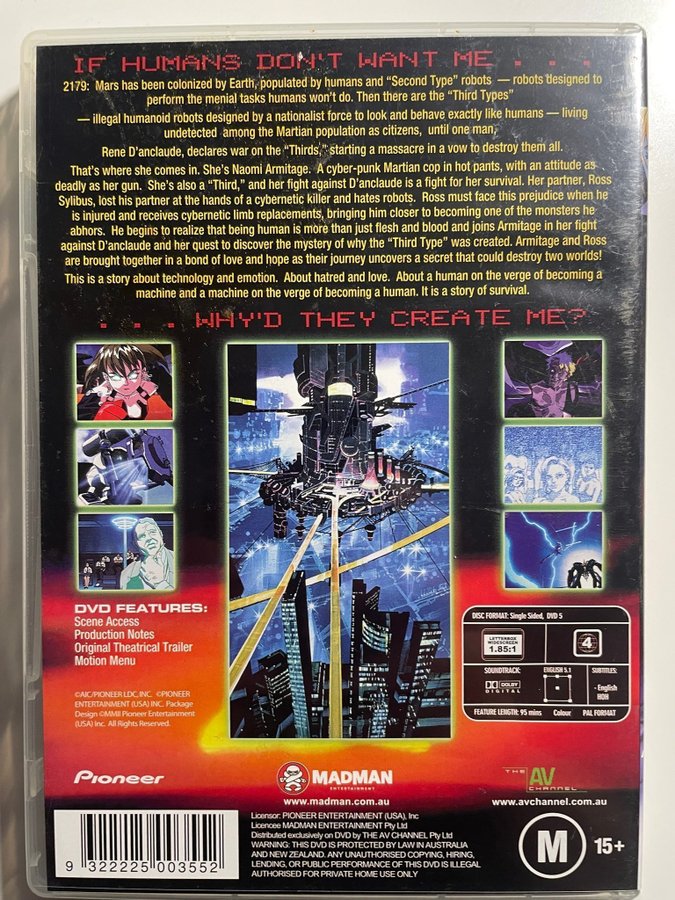 IF HUMANS DON'T WANT ME . . .
2179: Mars has been colonized by Earth, populated by humans and "Second Type" robots — robots designed to
perform the menial tasks humans won't do. Then there are the "Third Types"
— illegal humanoid robots designed by a nationalist force to look and behave exactly like humans — living
undetected among the Martian population as citizens, until one man,
Rene D'anclaude, declares war on the "Thirds," starting a massacre in a vow to destroy them all.
That's where she comes in. She's Naomi Armitage. A cyber-punk Martian cop in hot pants, with an attitude as
deadly as her gun. She's also a "Third," and her fight against D'anclaude is a fight for her survival. Her partner, Ross
Sylibus, lost his partner at the hands of a cybernetic killer and hates robots. Ross must face this prejudice when he
is injured and receives cybernetic limb replacements, bringing him closer to becoming one of the monsters he
abhors. He begins to realize that being human is more than just flesh and blood and joins Armitage in her fight
against D'anclaude and her quest to discover the mystery of why the "Third Type" was created. Armitage and Ross
are brought together in a bond of love and hope as their journey uncovers a secret that could destroy two worlds!
This is a story about technology and emotion. About hatred and love. About a human on the verge of becoming a
machine and a machine on the verge of becoming a human. It is a story of survival.
. . . WHY'D THEY CREATE ME?
DVD FEATURES:
Scene Access
Production Notes
Original Theatrical Trailer
Motion Menu
©AIC/PIONEER LDC, INC. ©PIONEER
ENTERTAINMENT (USA) INC. Package
Design ©MMII Pioneer Entertainment
(USA) Inc. All Rights Reserved.
DISC FORMAT: Single Sided, DVD 5
LETTERBOX
WIDESCREEN
1.85:1
4
SOUNDTRACK:
ENGLISH 5.1
SUBTITLES:
DOLBY
DIGITAL
- English
HOH
FEATURE LENGTH: 95 mins Colour PAL FORMAT
Pioneer
MADMAN
ENTERTAINMENT
www.madman.com.au
THE AV CHANNEL
www.avchannel.com.au
Licensor: PIONEER ENTERTAINMENT (USA), Inc
Licencee MADMAN ENTERTAINMENT Pty Ltd
Distributed exclusively on DVD by THE AV CHANNEL Pty Ltd
WARNING: THIS DVD IS PROTECTED BY LAW IN AUSTRALIA
AND NEW ZEALAND. ANY UNAUTHORISED COPYING, HIRING,
LENDING, OR PUBLIC PERFORMANCE OF THIS DVD IS ILLEGAL
AUTHORISED FOR PRIVATE HOME USE ONLY
9 322225 003552
M 15+